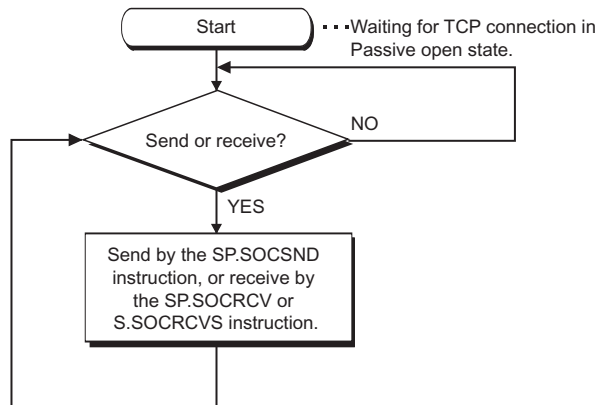 Start
···Waiting for TCP connection in
Passive open state.
Send or receive?
NO
YES
Send by the SP.SOCSND
instruction, or receive by
the SP.SOCRCV or
S.SOCRCVS instruction.